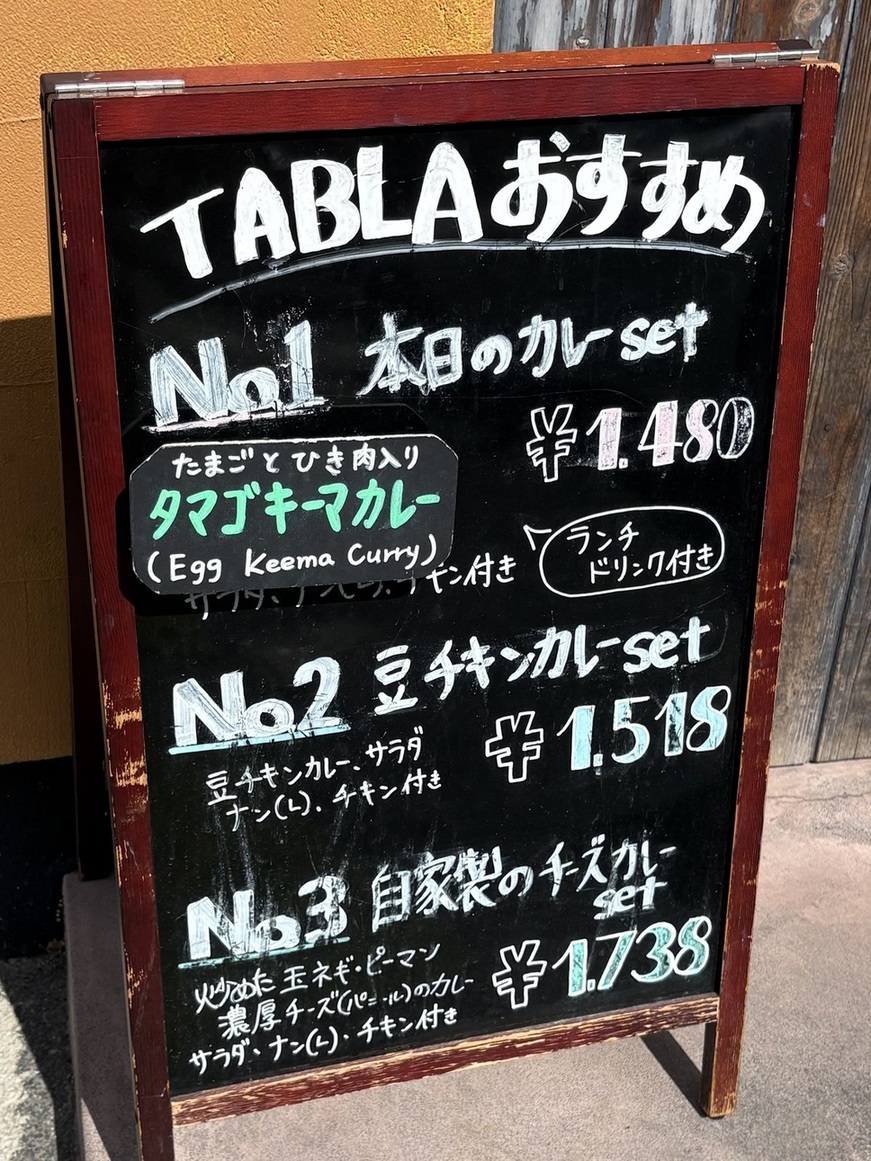 TABLAおすすめ
No1 本日のカレーset
¥1.480
たまごとひき肉入り
タマゴキーマカレー
(Egg Keema Curry)
キン付き
ランチ
ドリンク付き
No2 豆チキンカレーset
¥1.518
豆チキンカレー、サラダ
ナン(L)、チキン付き
No3 自家製のチーズカレー
set
¥1.738
炒めた玉ネギ・ピーマン
濃厚チーズ(パニール)のカレー
サラダ・ナン(L)・チキン付き